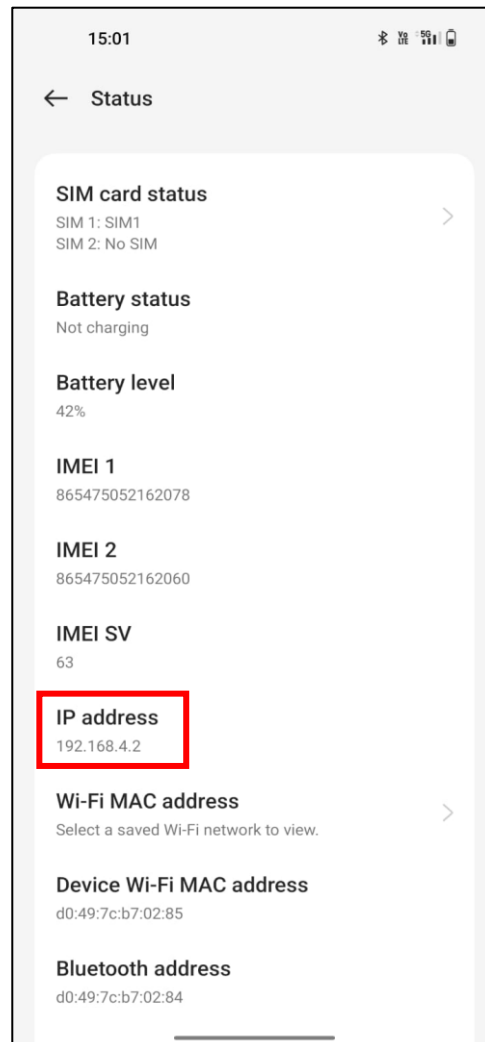 15:01
Vo LTE 5G
Status
SIM card status
SIM 1: SIM1
SIM 2: No SIM
Battery status
Not charging
Battery level
42%
IMEI 1
865475052162078
IMEI 2
865475052162060
IMEI SV
63
IP address
192.168.4.2
Wi-Fi MAC address
Select a saved Wi-Fi network to view.
Device Wi-Fi MAC address
d0:49:7c:b7:02:85
Bluetooth address
d0:49:7c:b7:02:84